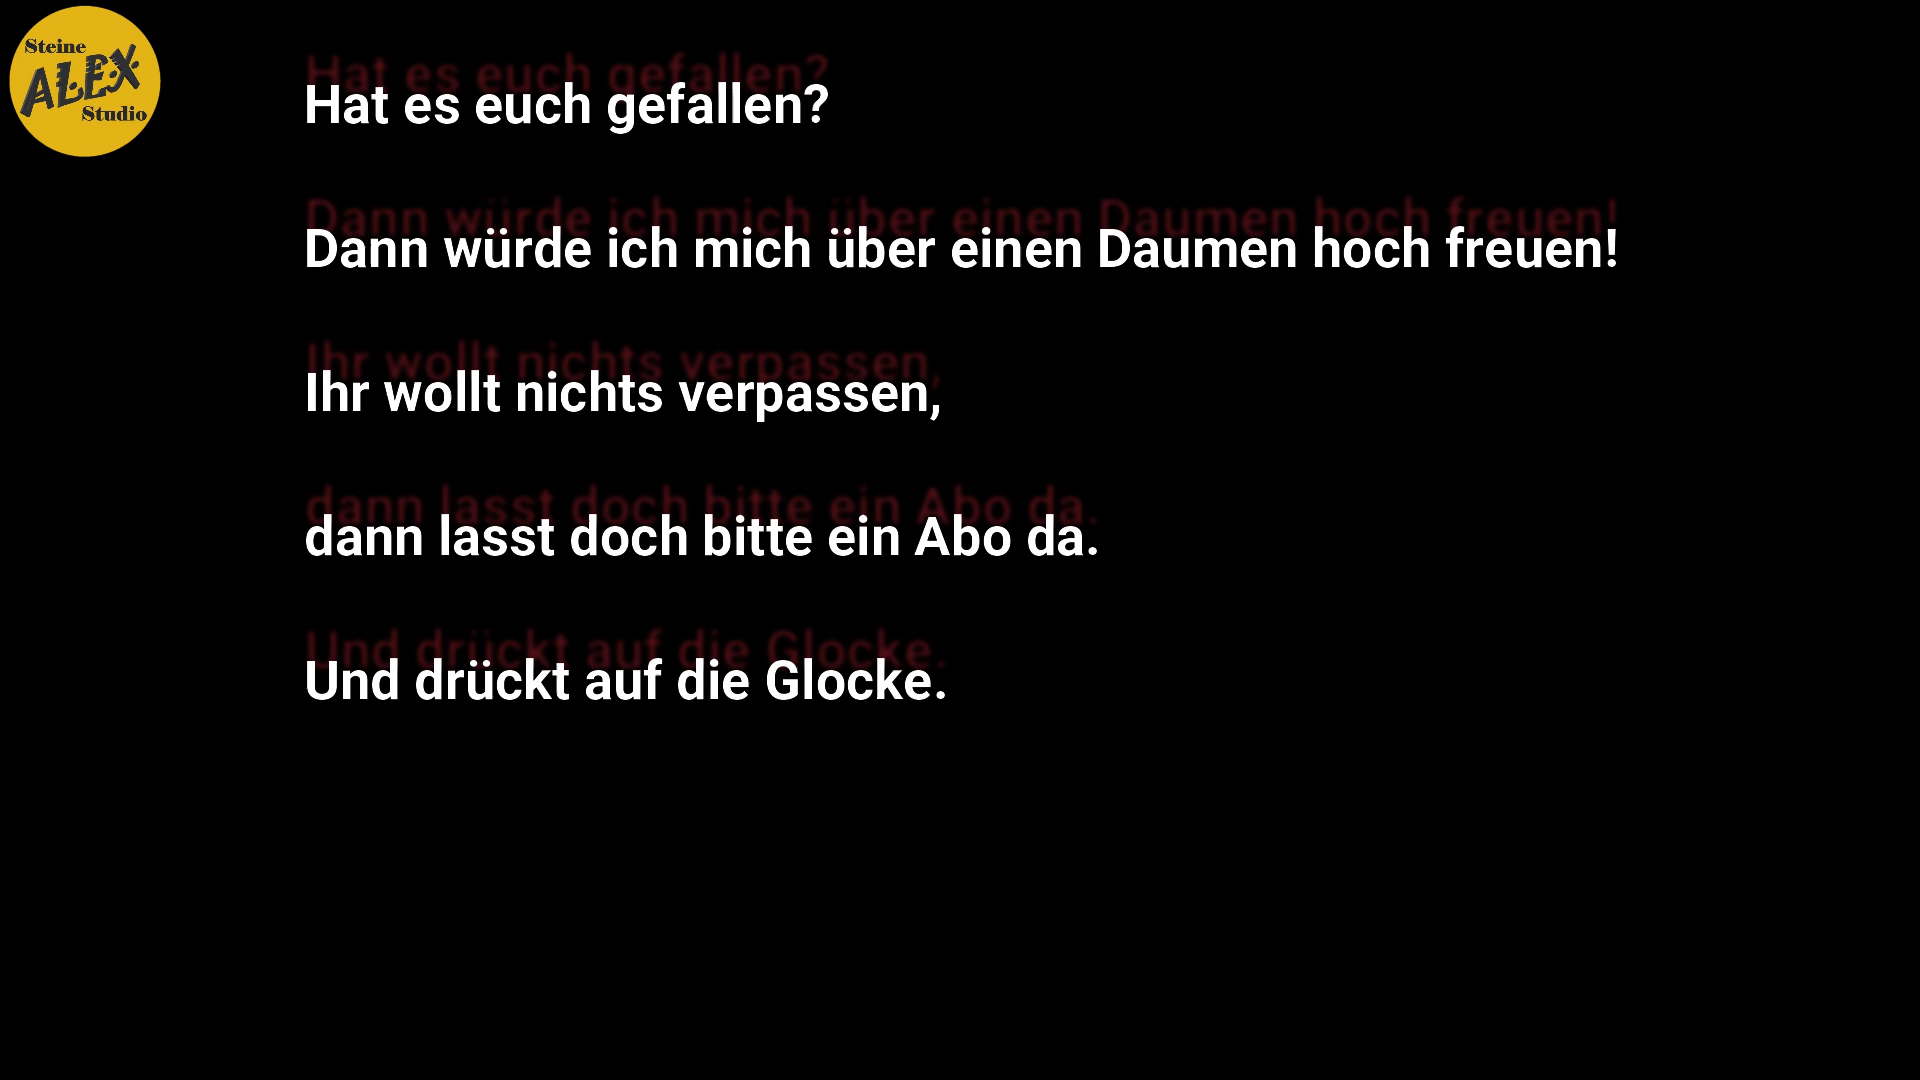 Steine
ALEX
Studio
Hat es euch gefallen?
Dann würde ich mich über einen Daumen hoch freuen!
Ihr wollt nichts verpassen,
dann lasst doch bitte ein Abo da.
Und drückt auf die Glocke.